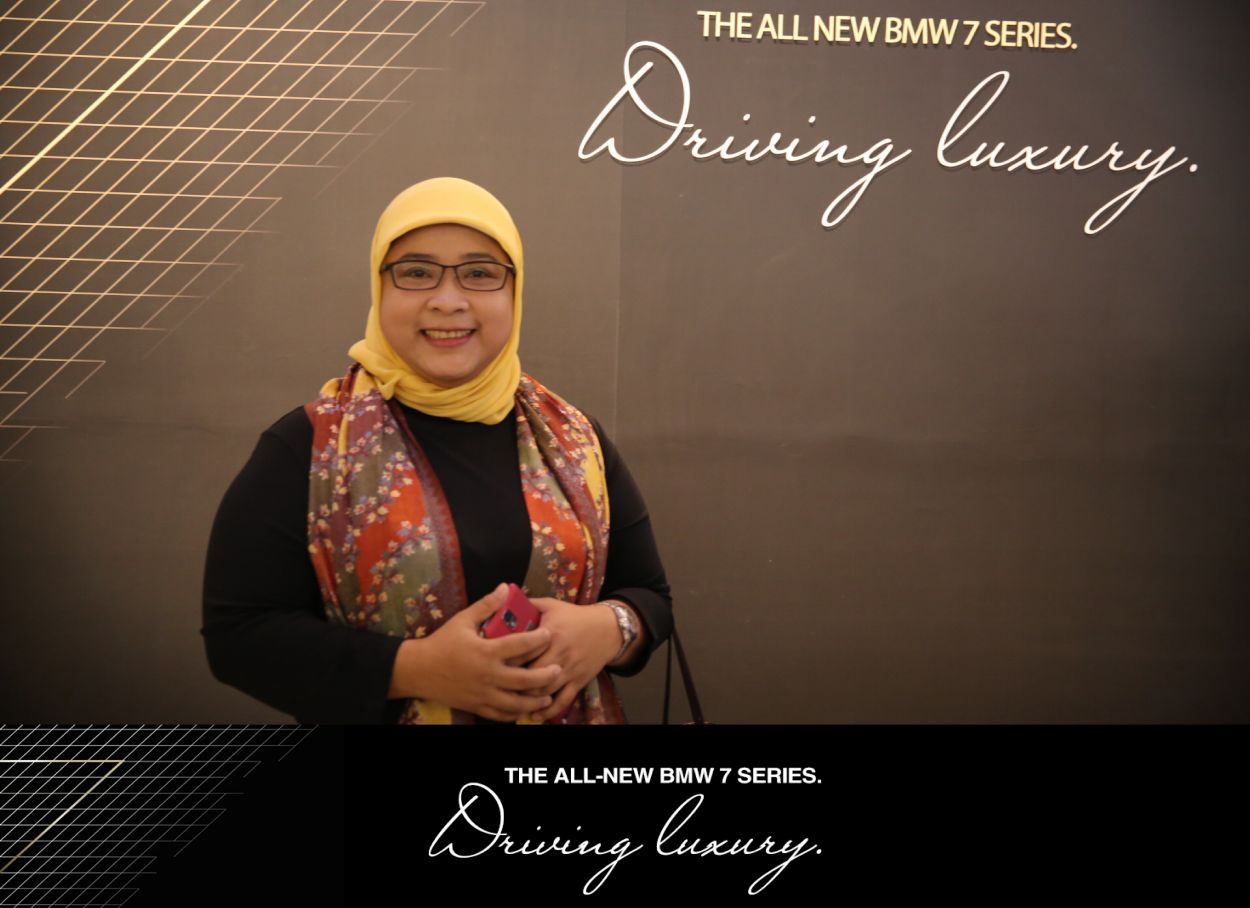 THE ALL NEW BMW 7 SERIES.
Driving luxury.
THE ALL-NEW BMW 7 SERIES.
Driving luxury.